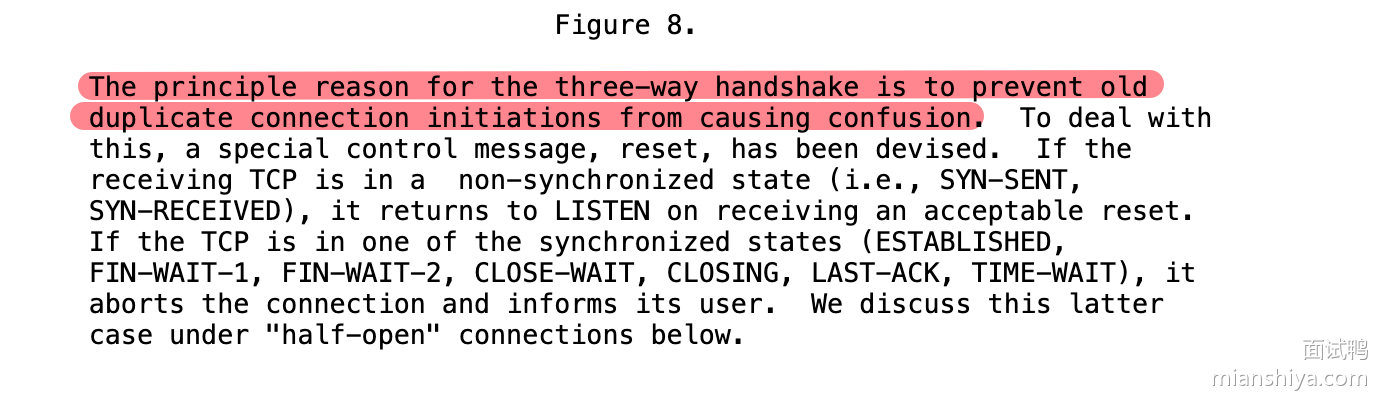 Figure 8.
The principle reason for the three-way handshake is to prevent old
duplicate connection initiations from causing confusion.  To deal with
this, a special control message, reset, has been devised.  If the
receiving TCP is in a  non-synchronized state (i.e., SYN-SENT,
SYN-RECEIVED), it returns to LISTEN on receiving an acceptable reset.
If the TCP is in one of the synchronized states (ESTABLISHED,
FIN-WAIT-1, FIN-WAIT-2, CLOSE-WAIT, CLOSING, LAST-ACK, TIME-WAIT), it
aborts the connection and informs its user.  We discuss this latter
case under "half-open" connections below.
面试鸭
mianshiya.com